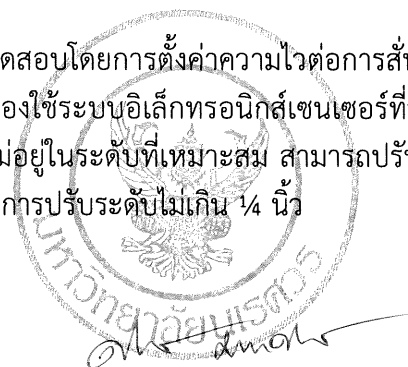 ดสอบโดยการตั้งค่าความไวต่อการสั่น
องใช้ระบบอิเล็กทรอนิกส์เซนเซอร์ที่
ม่อยู่ในระดับที่เหมาะสม สามารถปรับ
การปรับระดับไม่เกิน ¼ นิ้ว
มหาวิทยาลัยนเรศวร